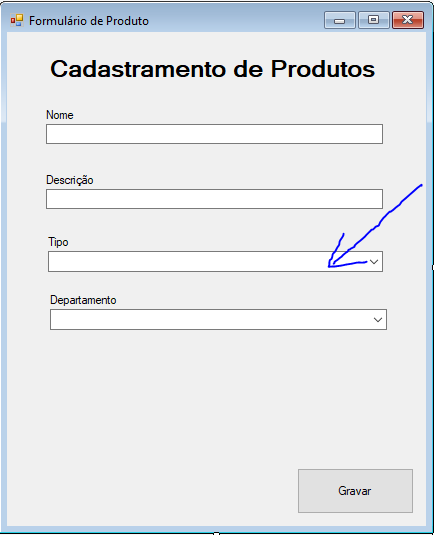 Formulário de Produto
Cadastramento de Produtos
Nome
Descrição
Tipo
Departamento
Gravar